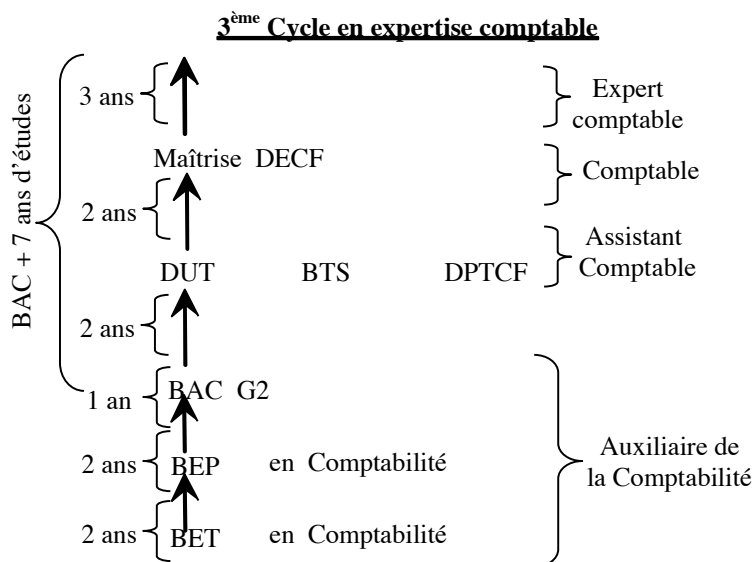 3ème Cycle en expertise comptable
3 ans
Expert
comptable
BAC + 7 ans d'études
Maîtrise DECF
Comptable
2 ans
Assistant
Comptable
DUT BTS DPTCF
2 ans
1 an
BAC G2
2 ans
BEP en Comptabilité
Auxiliaire de
la Comptabilité
2 ans
BET en Comptabilité